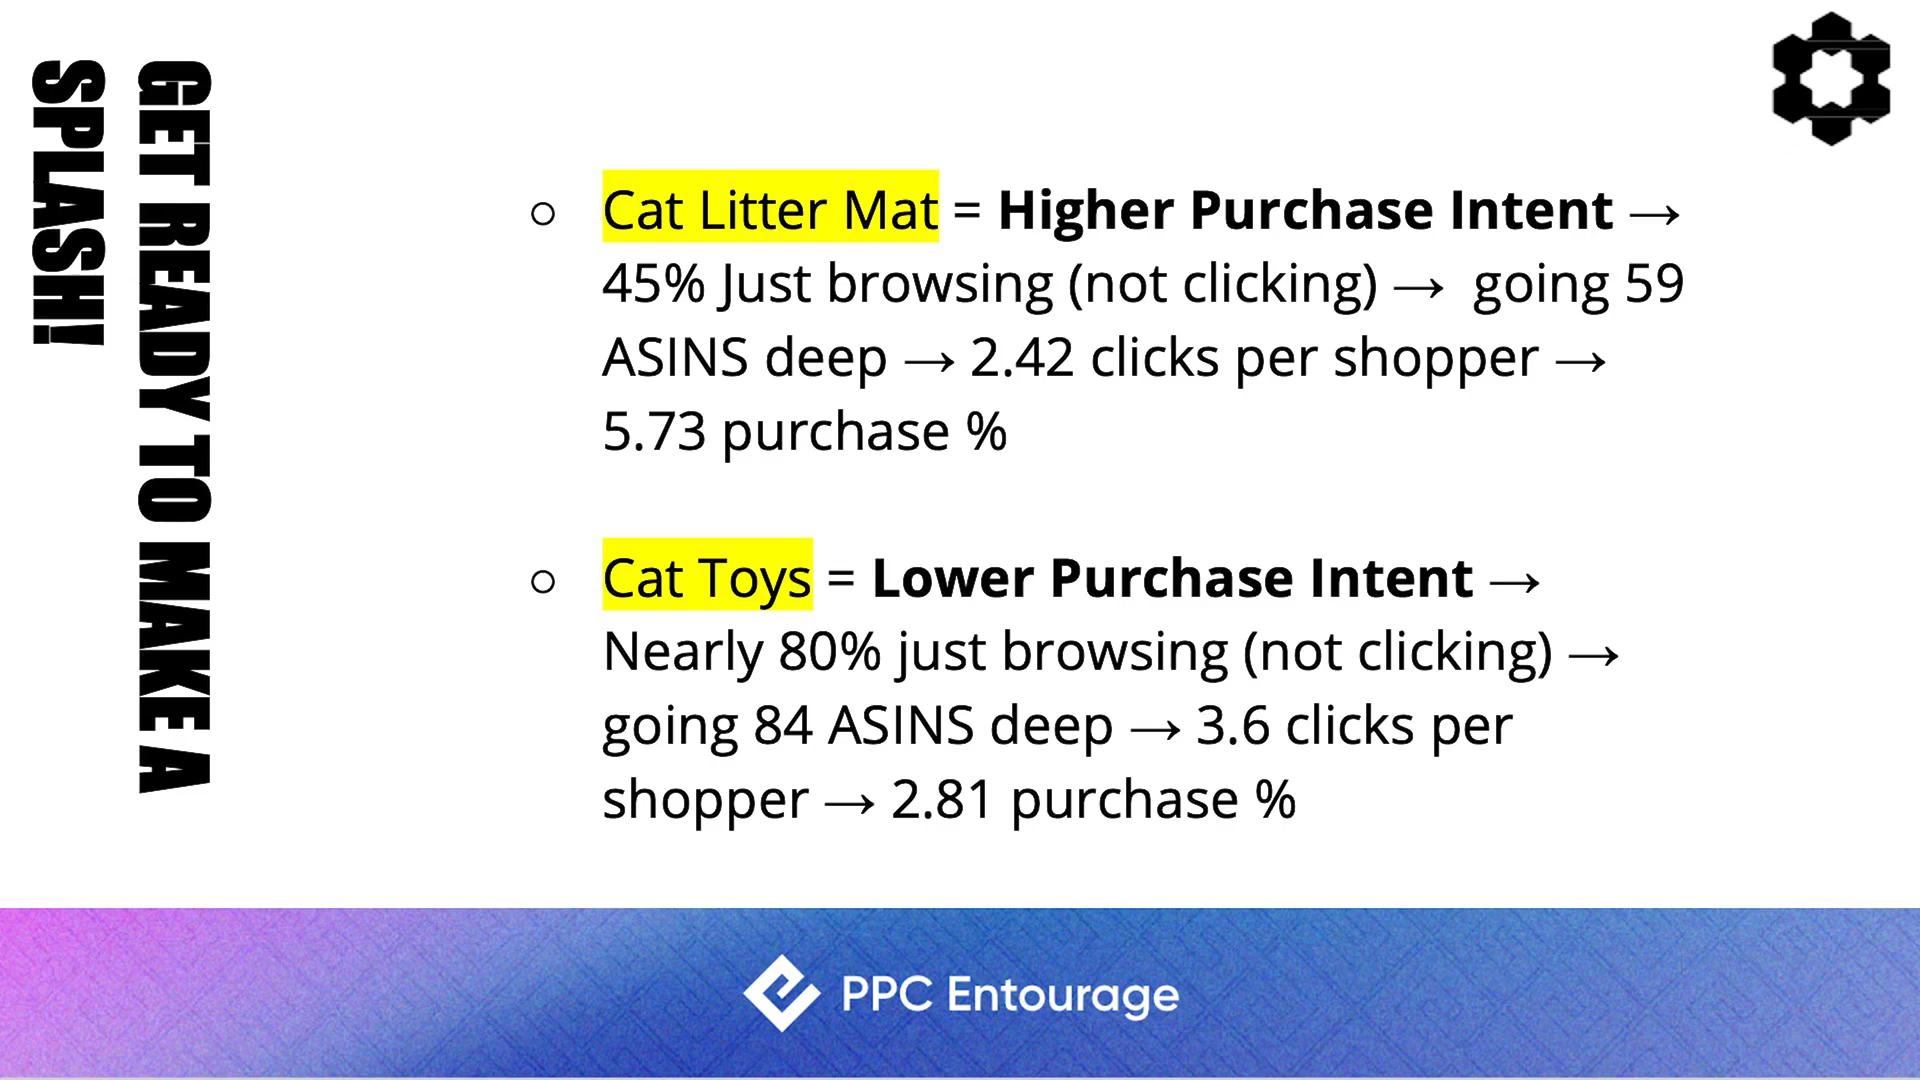 GET READY TO MAKE A
SPLASH!
Cat Litter Mat = Higher Purchase Intent →
45% Just browsing (not clicking) → going 59
ASINS deep → 2.42 clicks per shopper →
5.73 purchase %
Cat Toys = Lower Purchase Intent →
Nearly 80% just browsing (not clicking) →
going 84 ASINS deep → 3.6 clicks per
shopper → 2.81 purchase %
PPC Entourage